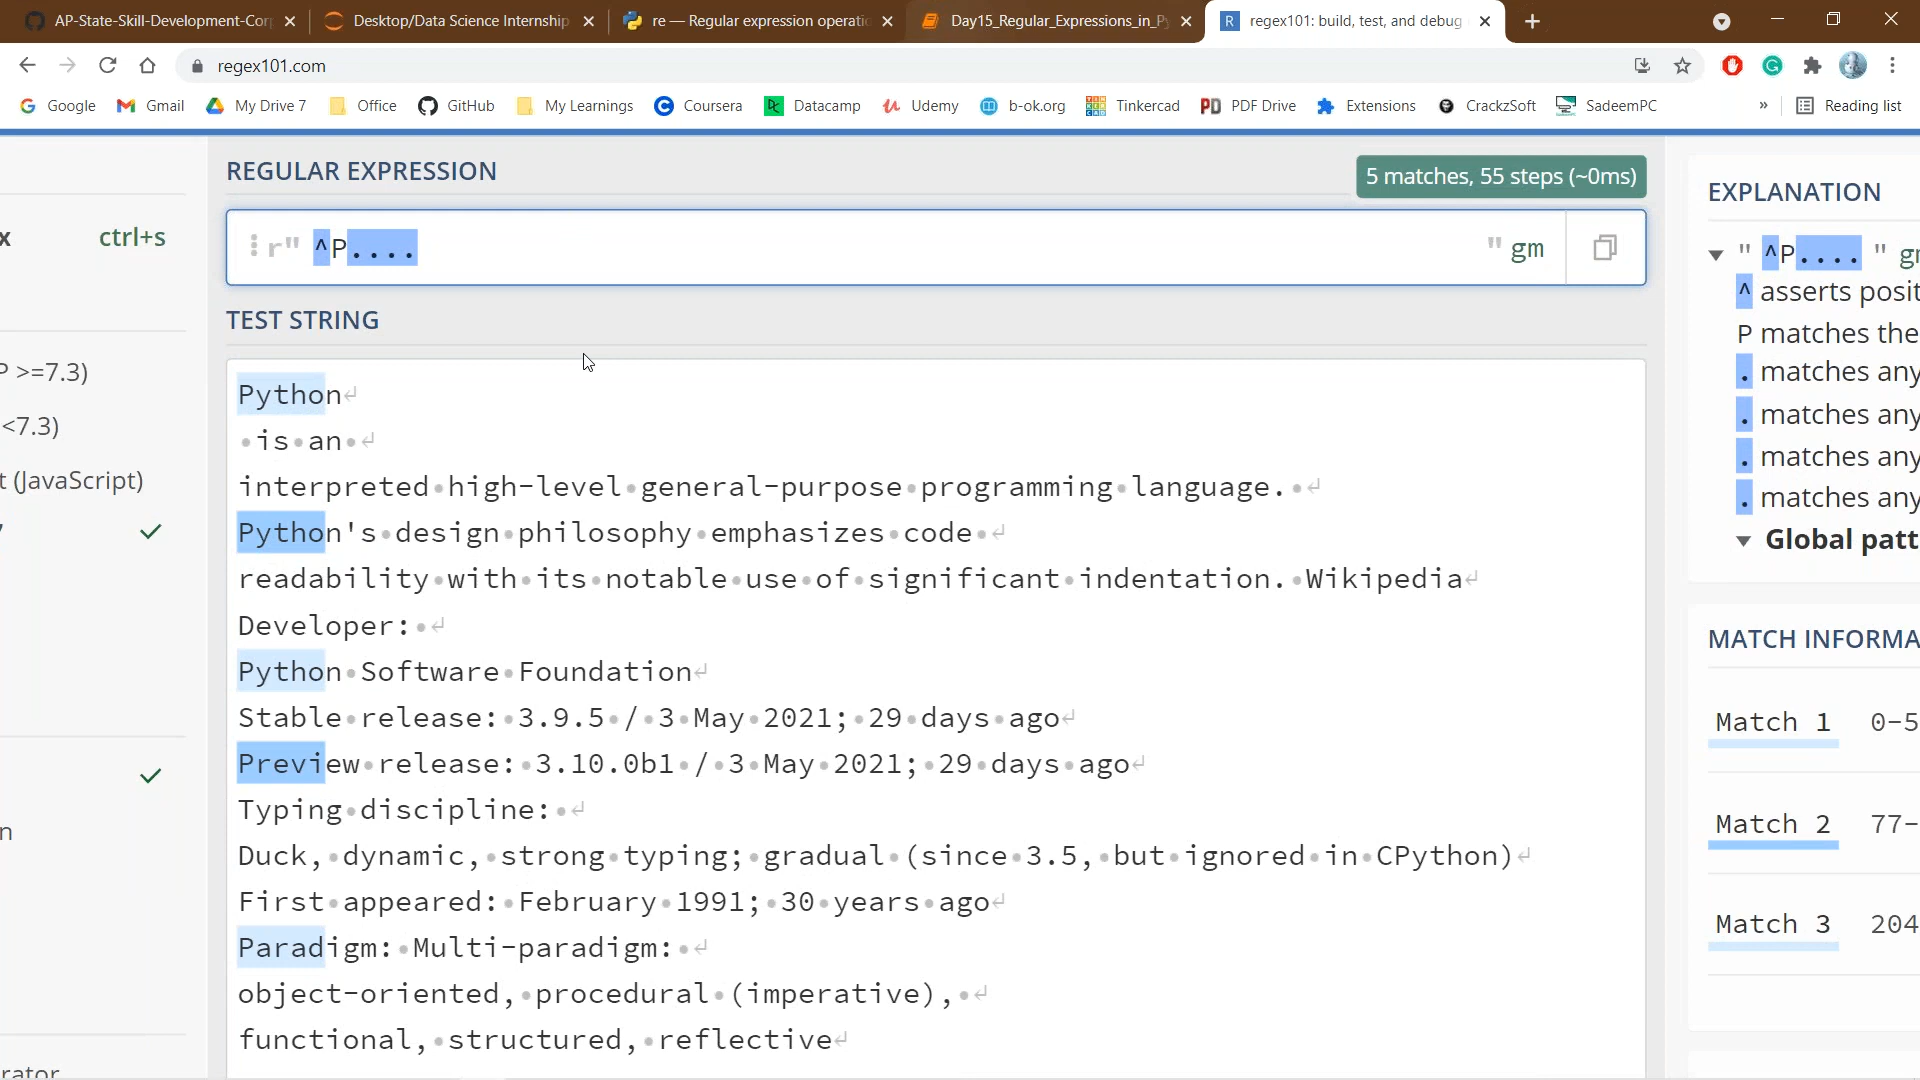 AP-State-Skill-Development-Cor
Desktop/Data Science Internship
re — Regular expression operatio
Day15_Regular_Expressions_in_Py
regex101: build, test, and debug
regex101.com
Google
Gmail
My Drive 7
Office
GitHub
My Learnings
Coursera
Datacamp
Udemy
b-ok.org
Tinkercad
PDF Drive
Extensions
CrackzSoft
SadeemPC
»
Reading list
REGULAR EXPRESSION
5 matches, 55 steps (~0ms)
r" ^P.... " gm
TEST STRING
Python
is an
interpreted high-level general-purpose programming language.
Python's design philosophy emphasizes code
readability with its notable use of significant indentation. Wikipedia
Developer:
Python Software Foundation
Stable release: 3.9.5 / 3 May 2021; 29 days ago
Preview release: 3.10.0b1 / 3 May 2021; 29 days ago
Typing discipline:
Duck, dynamic, strong typing; gradual (since 3.5, but ignored in CPython)
First appeared: February 1991; 30 years ago
Paradigm: Multi-paradigm:
object-oriented, procedural (imperative),
functional, structured, reflective
x ctrl+s
P >=7.3)
<7.3)
t (JavaScript)
n
rator
EXPLANATION
" ^P.... " gm
^ asserts posit
P matches the
. matches any
. matches any
. matches any
. matches any
Global patt
MATCH INFORMA
Match 1 0-5
Match 2 77-
Match 3 204